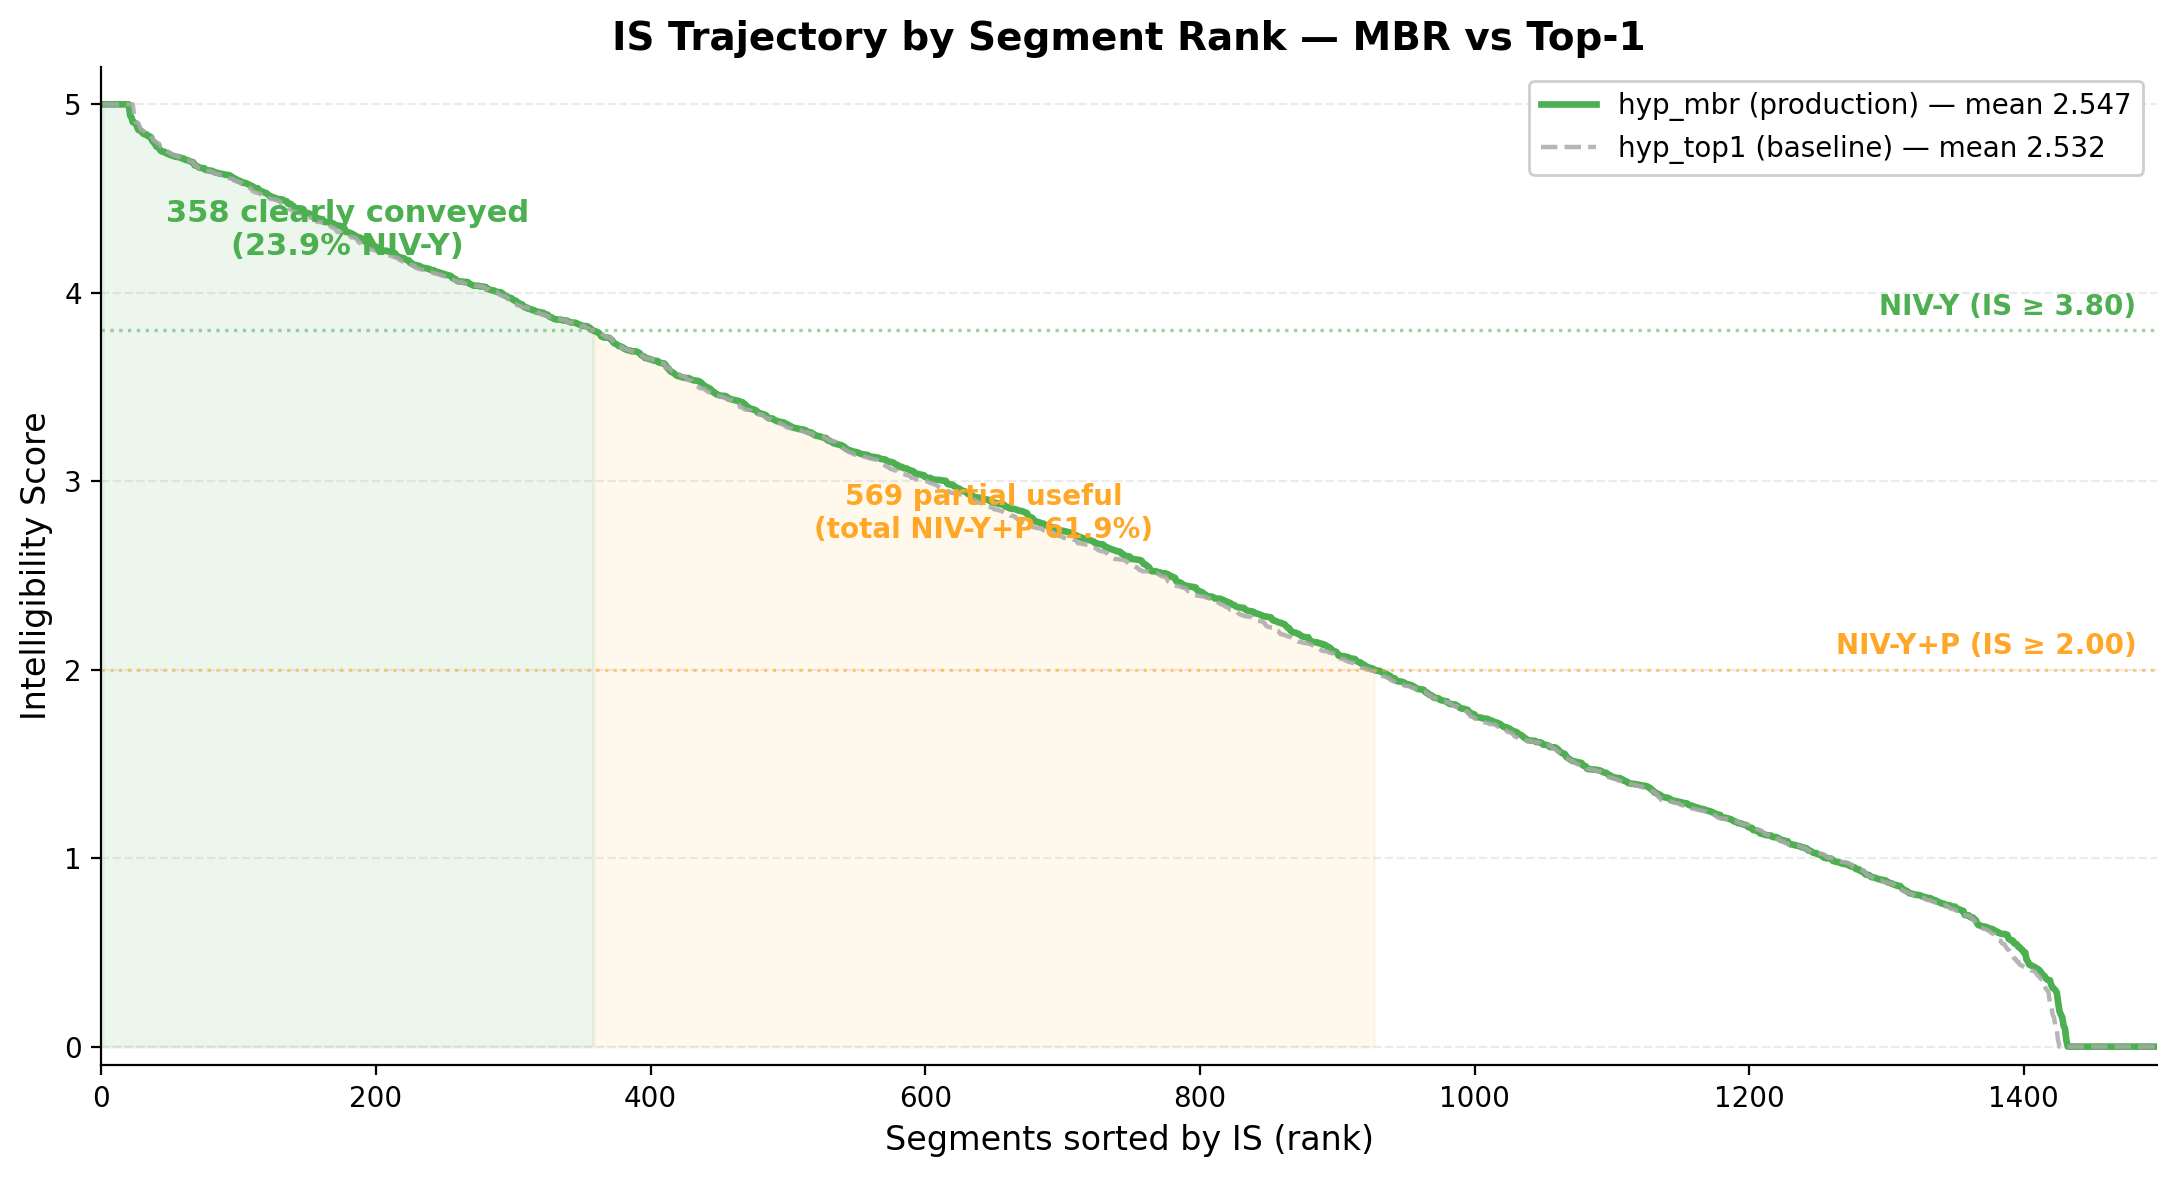 IS Trajectory by Segment Rank — MBR vs Top-1
hyp_mbr (production) — mean 2.547
hyp_top1 (baseline) — mean 2.532
358 clearly conveyed
(23.9% NIV-Y)
NIV-Y (IS ≥ 3.80)
569 partial useful
(total NIV-Y+P 61.9%)
NIV-Y+P (IS ≥ 2.00)
Intelligibility Score
5
4
3
2
1
0
0 200 400 600 800 1000 1200 1400
Segments sorted by IS (rank)